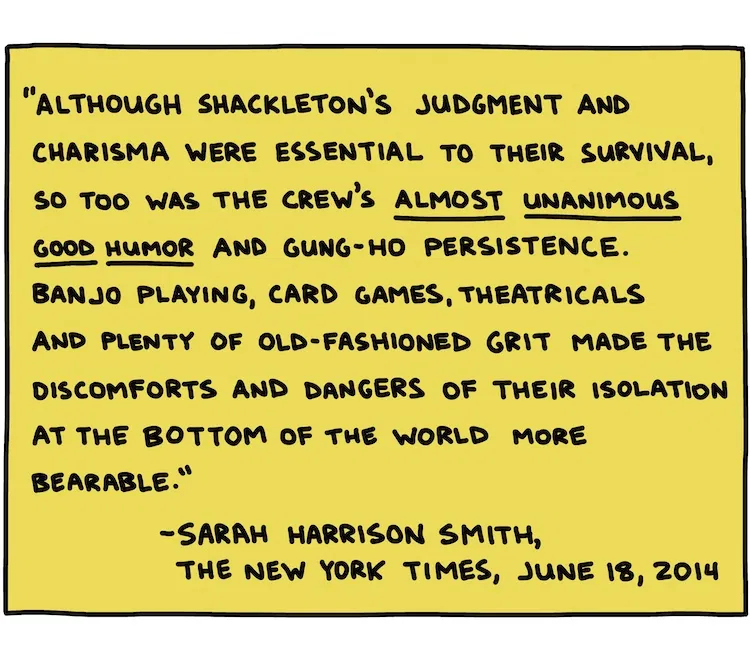 "ALTHOUGH SHACKLETON'S JUDGMENT AND
CHARISMA WERE ESSENTIAL TO THEIR SURVIVAL,
SO TOO WAS THE CREW'S ALMOST UNANIMOUS
GOOD HUMOR AND GUNG-HO PERSISTENCE.
BANJO PLAYING, CARD GAMES, THEATRICALS
AND PLENTY OF OLD-FASHIONED GRIT MADE THE
DISCOMFORTS AND DANGERS OF THEIR ISOLATION
AT THE BOTTOM OF THE WORLD MORE
BEARABLE."
-SARAH HARRISON SMITH,
THE NEW YORK TIMES, JUNE 18, 2014